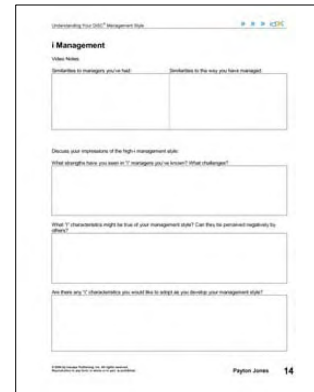 Understanding Your DiSC® Management Style
i Management
Video Notes:
Similarities to managers you've had: Similarities to the way you have managed:
Discuss your impressions of the high-i management style:
What strengths have you seen in "i" managers you've known? What challenges?
What "i" characteristics might be true of your management style? Can they be perceived negatively by
others?
Are there any "i" characteristics you would like to adopt as you develop your management style?
Payton Jones 14